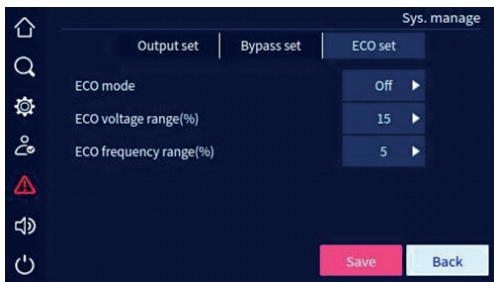 Sys. manage
Output set Bypass set ECO set
ECO mode Off
ECO voltage range(%) 15
ECO frequency range(%) 5
Save Back